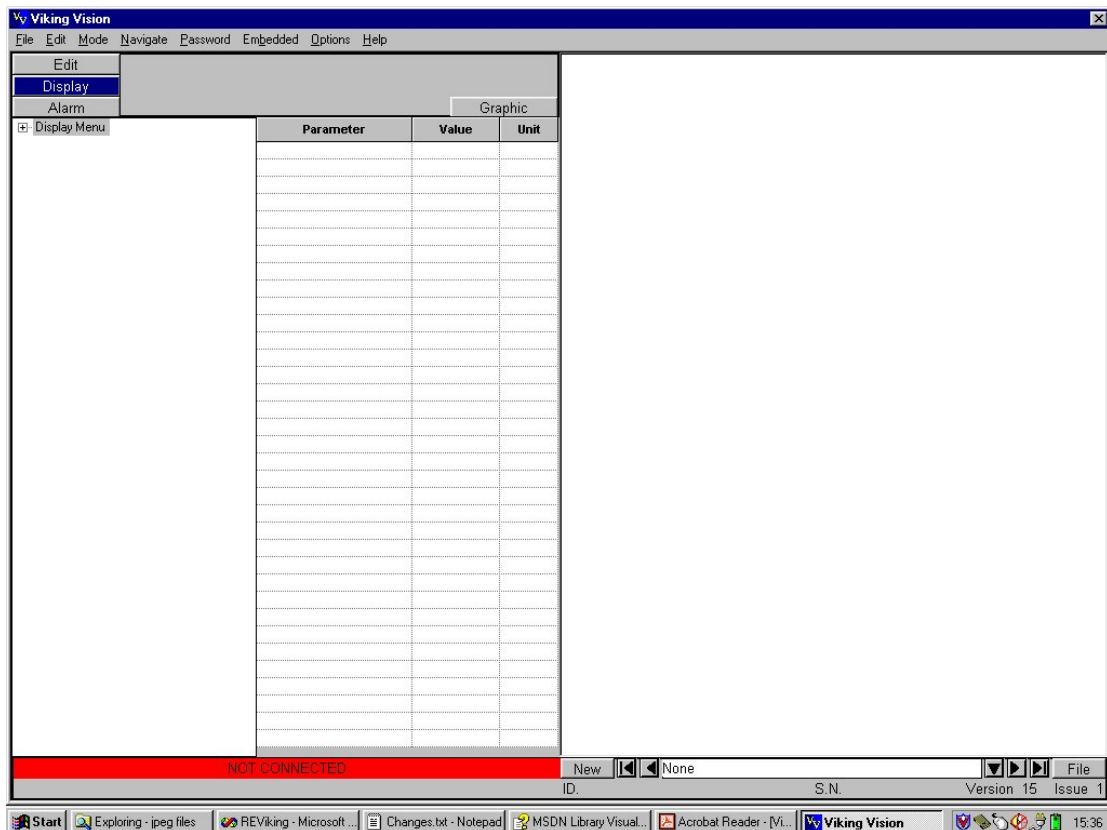 Viking Vision
File Edit Mode Navigate Password Embedded Options Help
Edit
Display
Alarm
Graphic
Display Menu
Parameter Value Unit
NOT CONNECTED
New None File
ID. S.N. Version 15 Issue 1
Start Exploring - jpeg files REViking - Microsoft ... Changes.txt - Notepad MSDN Library Visual... Acrobat Reader - [Vi... Viking Vision 15:36